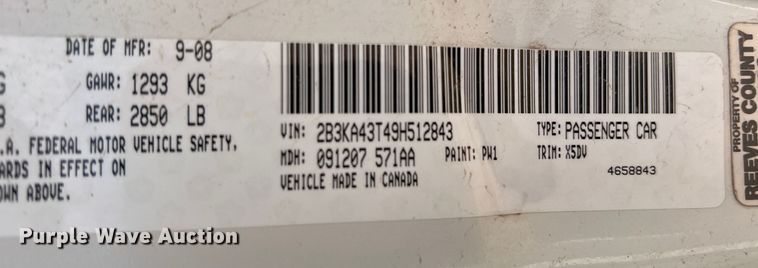 DATE OF MFR: 9-08
G GAWR: 1293 KG
B REAR: 2850 LB
.A. FEDERAL MOTOR VEHICLE SAFETY,
ARDS IN EFFECT ON
OWN ABOVE.
VIN: 2B3KA43T49H512843
TYPE: PASSENGER CAR
MDH: 091207 571AA
PAINT: PW1
TRIM: X5DV
VEHICLE MADE IN CANADA
4658843
PROPERTY OF
REEVES COUNTY
Purple Wave Auction